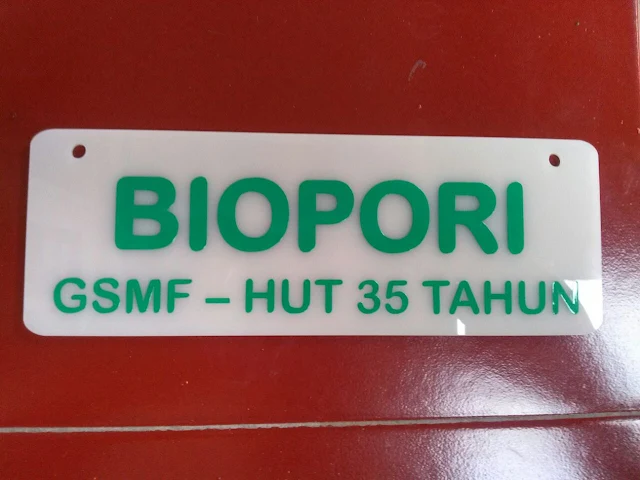 BIOPORI
GSMF – HUT 35 TAHUN